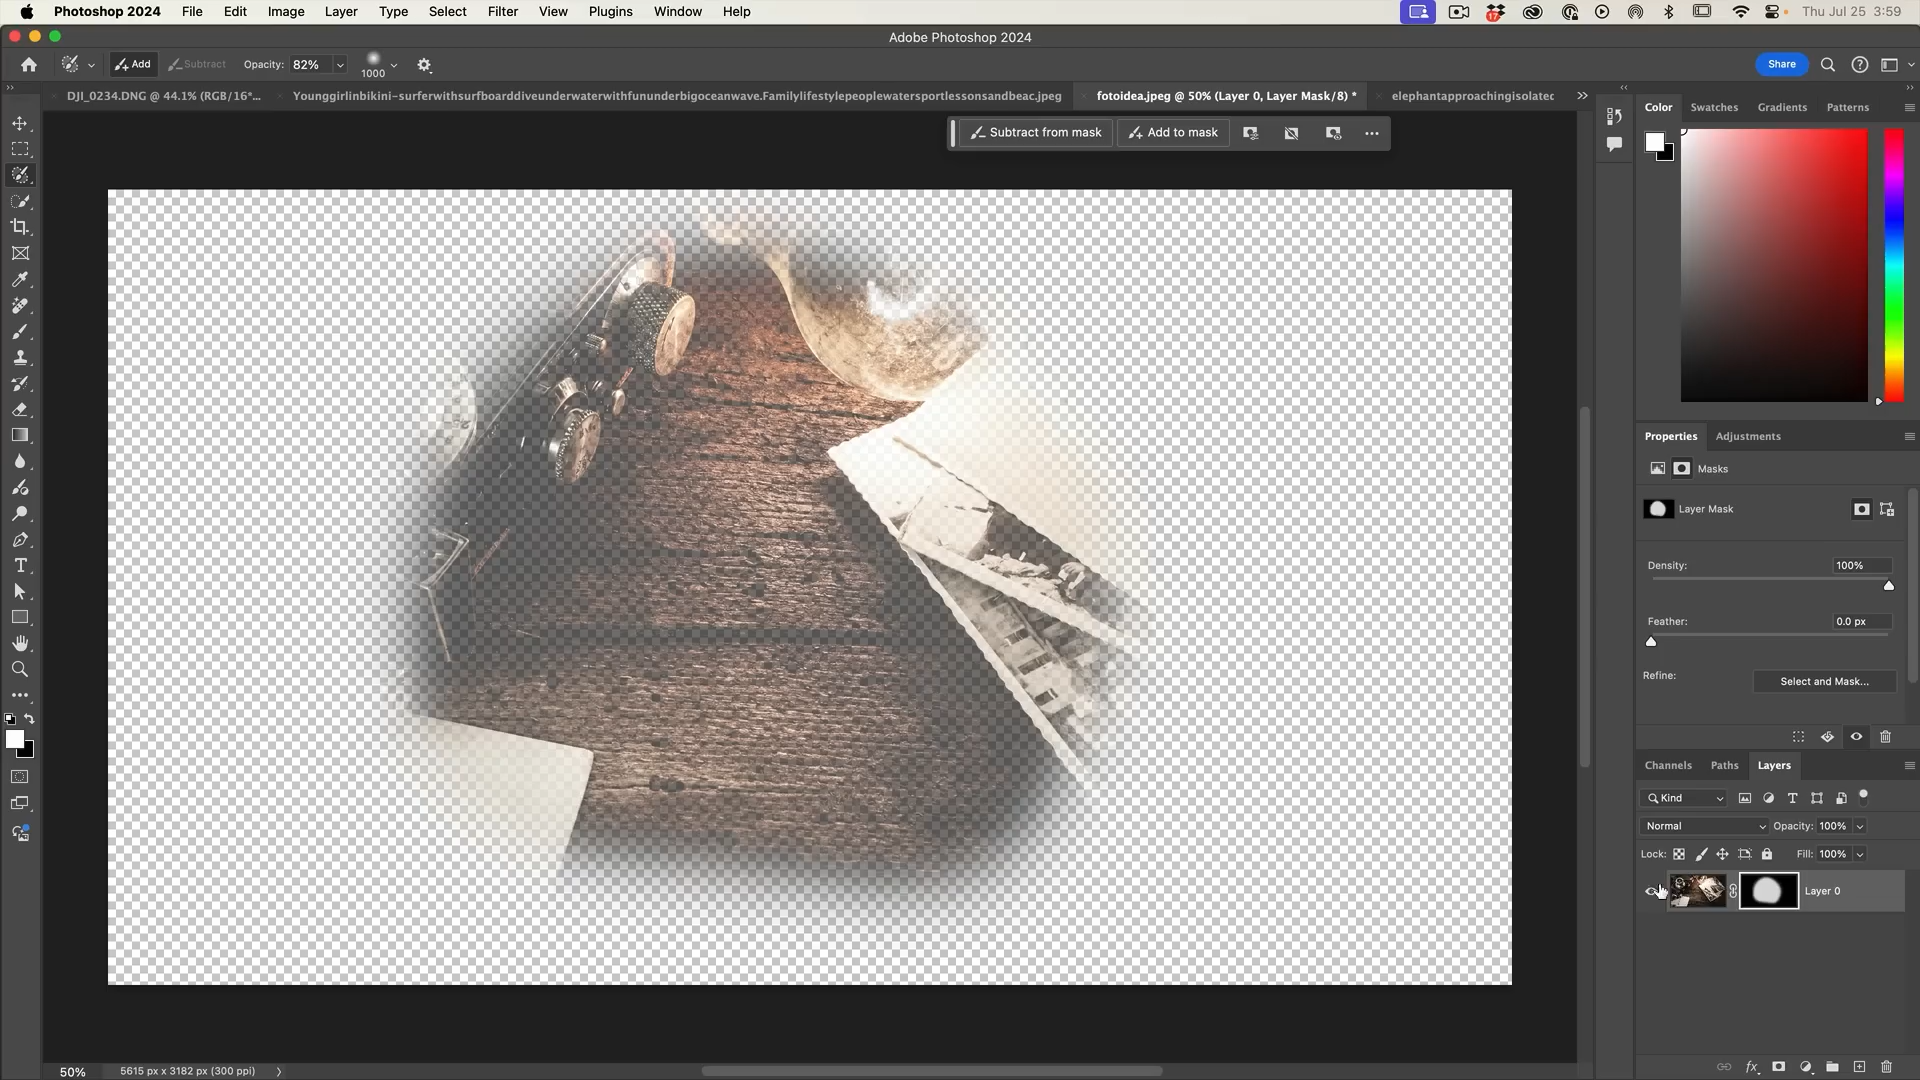 Photoshop 2024 File Edit Image Layer Type Select Filter View Plugins Window Help 17 Thu Jul 25 3:59
Adobe Photoshop 2024
Add Subtract Opacity: 82% 1000 Share
DJI_0234.DNG @ 44.1% (RGB/16*... Younggirlinbikini-surferwithsurfboarddiveunderwaterwithfununderbigoceanwave.Familylifestylepeoplewatersportlessonsandbeac.jpeg fotoidea.jpeg @ 50% (Layer 0, Layer Mask/8) * elephantapproachingisolatec
Subtract from mask Add to mask
Color Swatches Gradients Patterns
Properties Adjustments
Masks
Layer Mask
Density: 100%
Feather: 0.0 px
Refine: Select and Mask...
Channels Paths Layers
Kind
Normal Opacity: 100%
Lock: Fill: 100%
Layer 0
50% 5615 px x 3182 px (300 ppi)